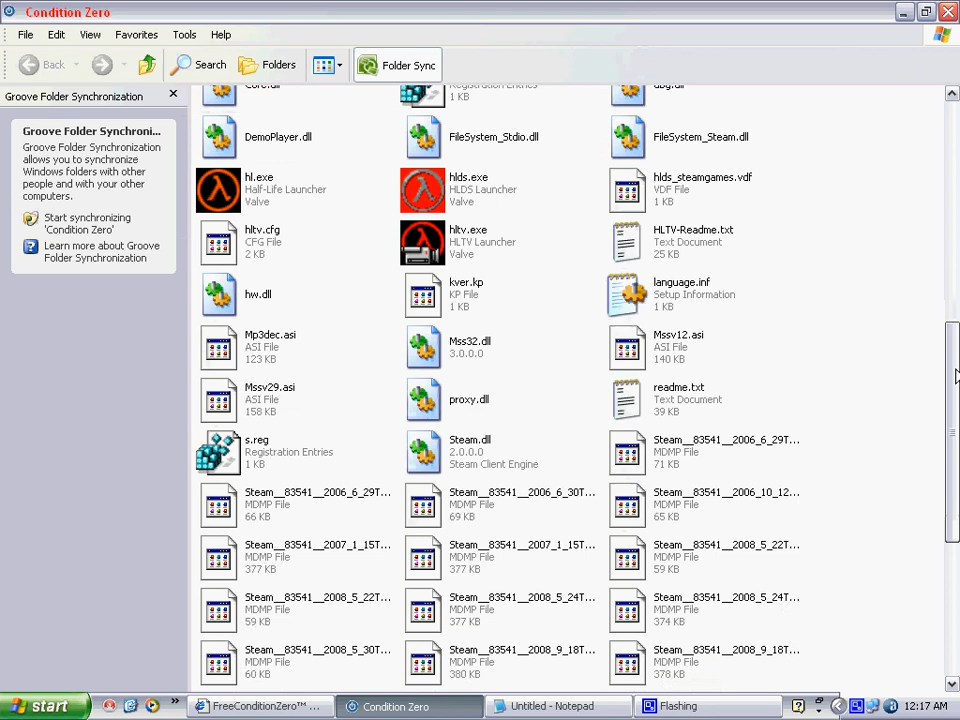 Condition Zero
File Edit View Favorites Tools Help
Back Search Folders Folder Sync
Groove Folder Synchronization
Groove Folder Synchroni...
Groove Folder Synchronization
allows you to synchronize
Windows folders with other
people and with your other
computers.
Start synchronizing
'Condition Zero'
Learn more about Groove
Folder Synchronization
Core.dll
Registration Entries
1 KB
dbg.dll
DemoPlayer.dll
FileSystem_Stdio.dll
FileSystem_Steam.dll
hl.exe
Half-Life Launcher
Valve
hlds.exe
HLDS Launcher
Valve
hlds_steamgames.vdf
VDF File
1 KB
hltv.cfg
CFG File
2 KB
hltv.exe
HLTV Launcher
Valve
HLTV-Readme.txt
Text Document
25 KB
hw.dll
kver.kp
KP File
1 KB
language.inf
Setup Information
1 KB
Mp3dec.asi
ASI File
123 KB
Mss32.dll
3.0.0.0
Mssv12.asi
ASI File
140 KB
Mssv29.asi
ASI File
158 KB
proxy.dll
readme.txt
Text Document
39 KB
s.reg
Registration Entries
1 KB
Steam.dll
2.0.0.0
Steam Client Engine
Steam__83541__2006_6_29T...
MDMP File
71 KB
Steam__83541__2006_6_29T...
MDMP File
66 KB
Steam__83541__2006_6_30T...
MDMP File
69 KB
Steam__83541__2006_10_12...
MDMP File
65 KB
Steam__83541__2007_1_15T...
MDMP File
377 KB
Steam__83541__2007_1_15T...
MDMP File
377 KB
Steam__83541__2008_5_22T...
MDMP File
59 KB
Steam__83541__2008_5_22T...
MDMP File
59 KB
Steam__83541__2008_5_24T...
MDMP File
377 KB
Steam__83541__2008_5_24T...
MDMP File
374 KB
Steam__83541__2008_5_30T...
MDMP File
60 KB
Steam__83541__2008_9_18T...
MDMP File
380 KB
Steam__83541__2008_9_18T...
MDMP File
378 KB
start FreeConditionZero™ ... Condition Zero Untitled - Notepad Flashing 12:17 AM